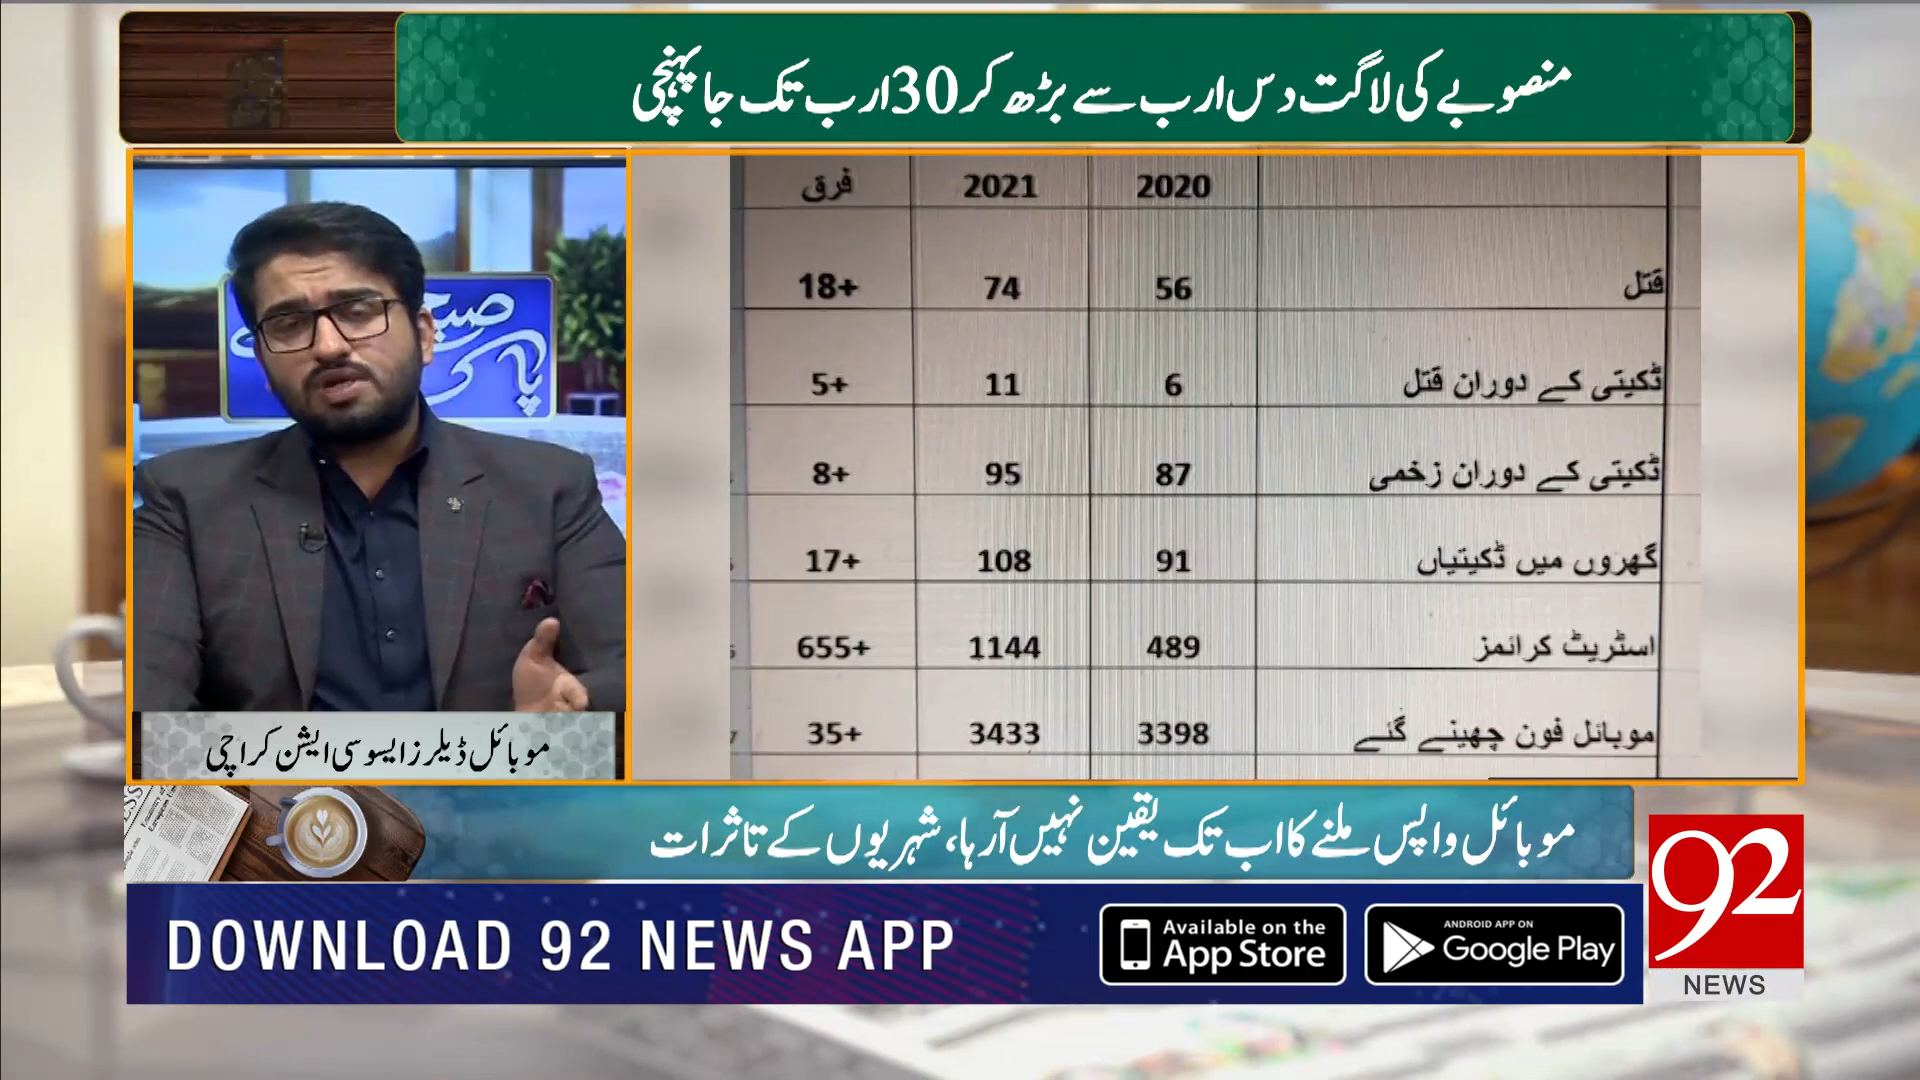 منصوبے کی لاگت دس ارب سے بڑھ کر 30 ارب تک جا پہنچی
2020 2021 فرق
قتل 56 74 18+
ڈکیتی کے دوران قتل 6 11 5+
ڈکیتی کے دوران زخمی 87 95 8+
گھروں میں ڈکیتیاں 91 108 17+
اسٹریٹ کرائمز 489 1144 655+
موبائل فون چھینے گئے 3398 3433 35+
صبح
پا کی
موبائل ڈیلرز ایسوسی ایشن کراچی
موبائل واپس ملنے کا اب تک یقین نہیں آ رہا، شہریوں کے تاثرات
DOWNLOAD 92 NEWS APP
Available on the
App Store
ANDROID APP ON
Google Play
92
NEWS